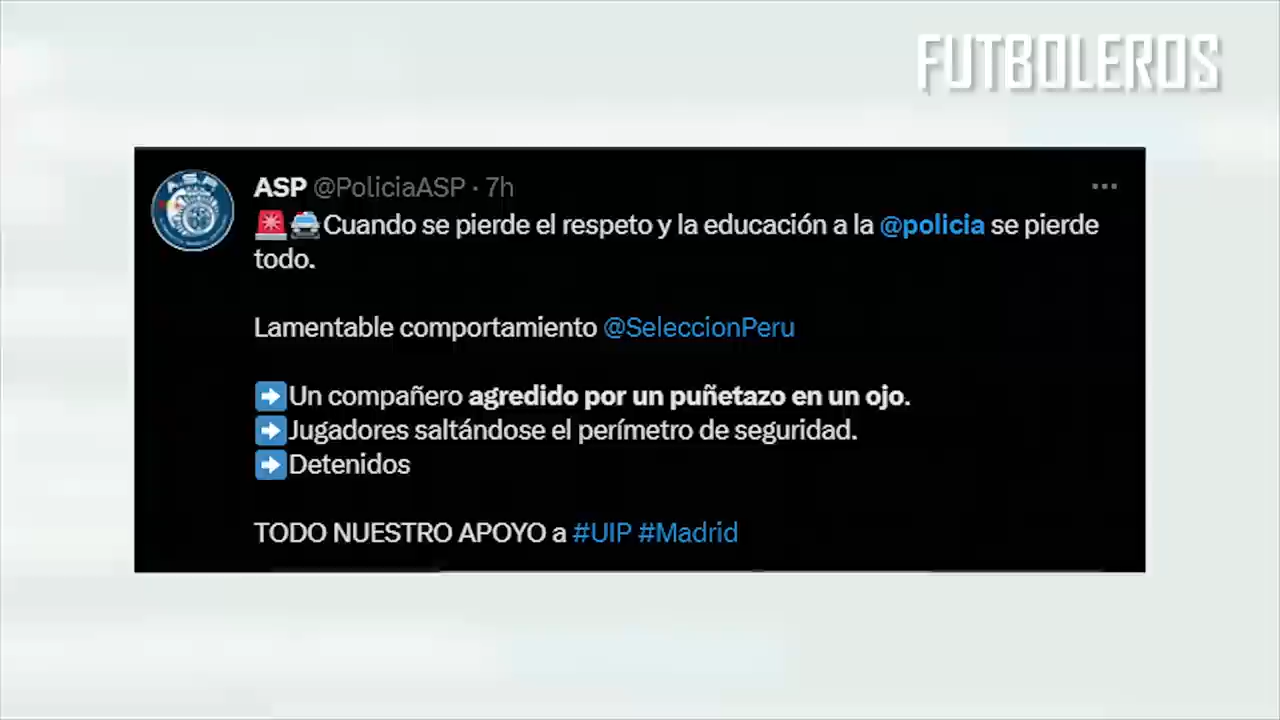 FUTBOLEROS
ASP @PoliciaASP · 7h
🚨🚔Cuando se pierde el respeto y la educación a la @policia se pierde
todo.
Lamentable comportamiento @SeleccionPeru
➡️Un compañero agredido por un puñetazo en un ojo.
➡️Jugadores saltándose el perímetro de seguridad.
➡️Detenidos
TODO NUESTRO APOYO a #UIP #Madrid